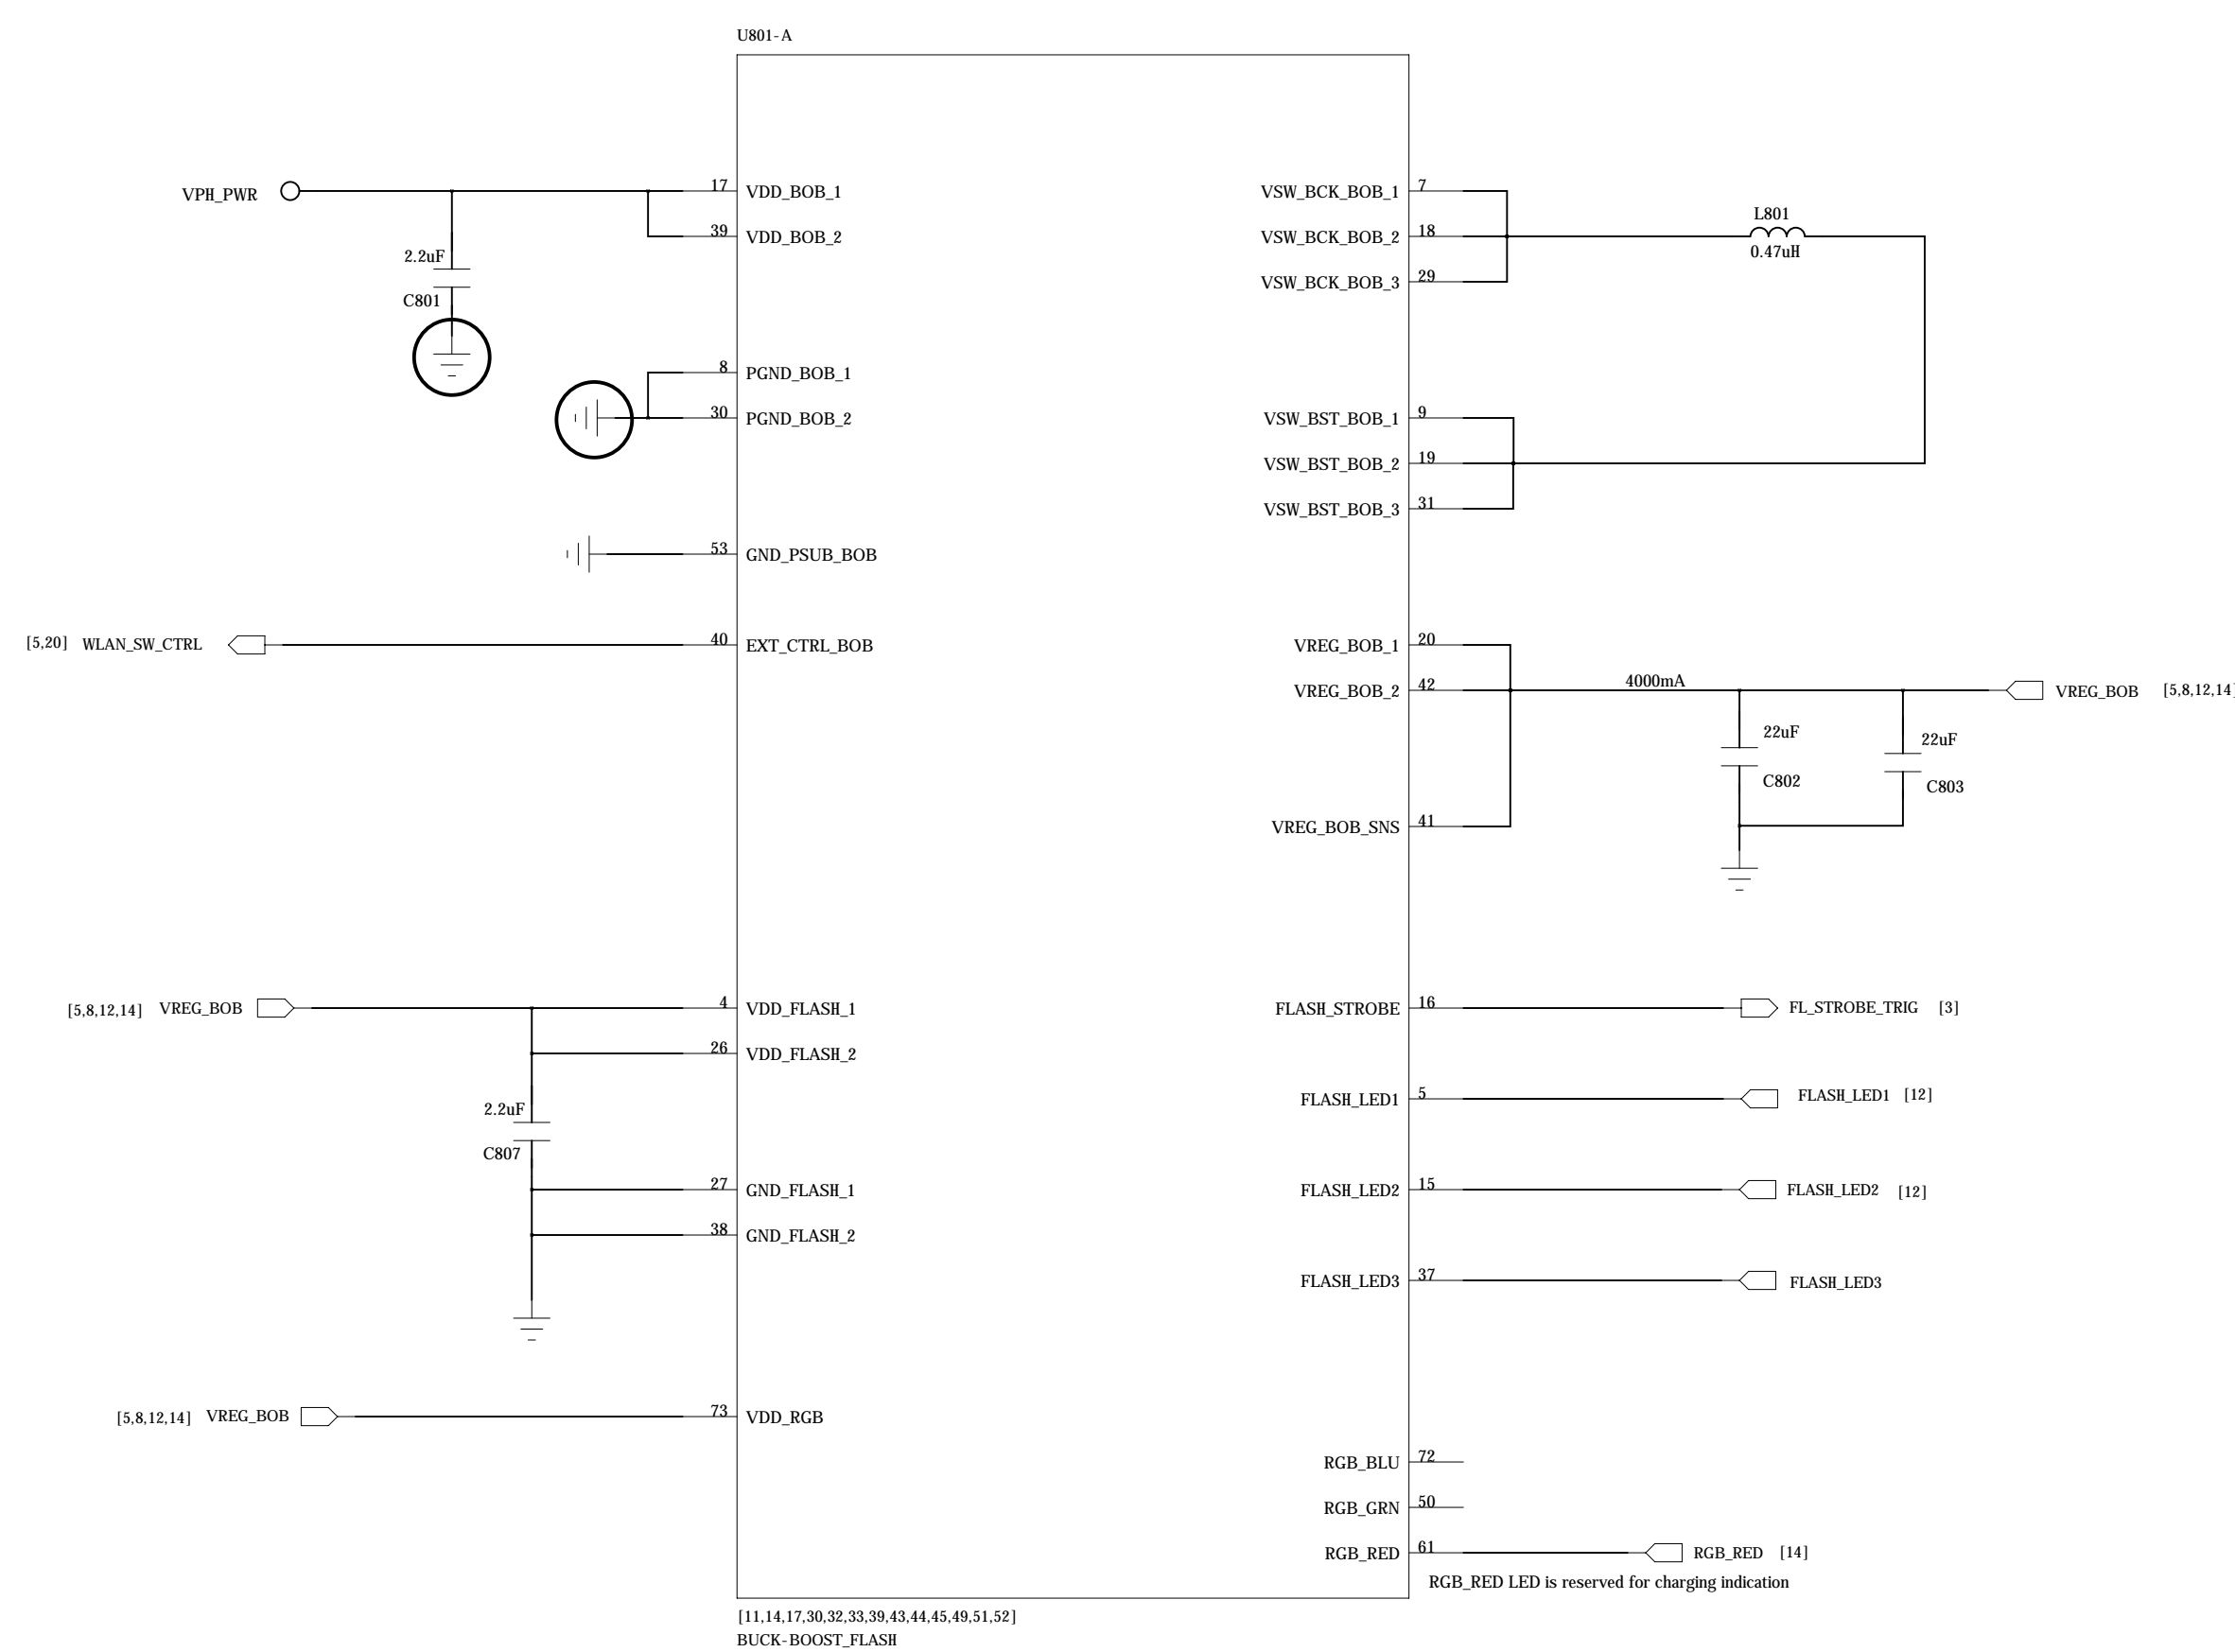 U801-A
VPH_PWR
17 VDD_BOB_1
VSW_BCK_BOB_1 7
39 VDD_BOB_2
VSW_BCK_BOB_2 18
L801
0.47uH
2.2uF
C801
VSW_BCK_BOB_3 29
8 PGND_BOB_1
30 PGND_BOB_2
VSW_BST_BOB_1 9
VSW_BST_BOB_2 19
VSW_BST_BOB_3 31
53 GND_PSUB_BOB
[5,20] WLAN_SW_CTRL
40 EXT_CTRL_BOB
VREG_BOB_1 20
VREG_BOB_2 42
4000mA
VREG_BOB [5,8,12,14]
22uF
C802
22uF
C803
VREG_BOB_SNS 41
[5,8,12,14] VREG_BOB
4 VDD_FLASH_1
FLASH_STROBE 16
FL_STROBE_TRIG [3]
26 VDD_FLASH_2
2.2uF
C807
FLASH_LED1 5
FLASH_LED1 [12]
27 GND_FLASH_1
FLASH_LED2 15
FLASH_LED2 [12]
38 GND_FLASH_2
FLASH_LED3 37
FLASH_LED3
[5,8,12,14] VREG_BOB
73 VDD_RGB
RGB_BLU 72
RGB_GRN 50
RGB_RED 61
RGB_RED [14]
RGB_RED LED is reserved for charging indication
[11,14,17,30,32,33,39,43,44,45,49,51,52]
BUCK-BOOST_FLASH